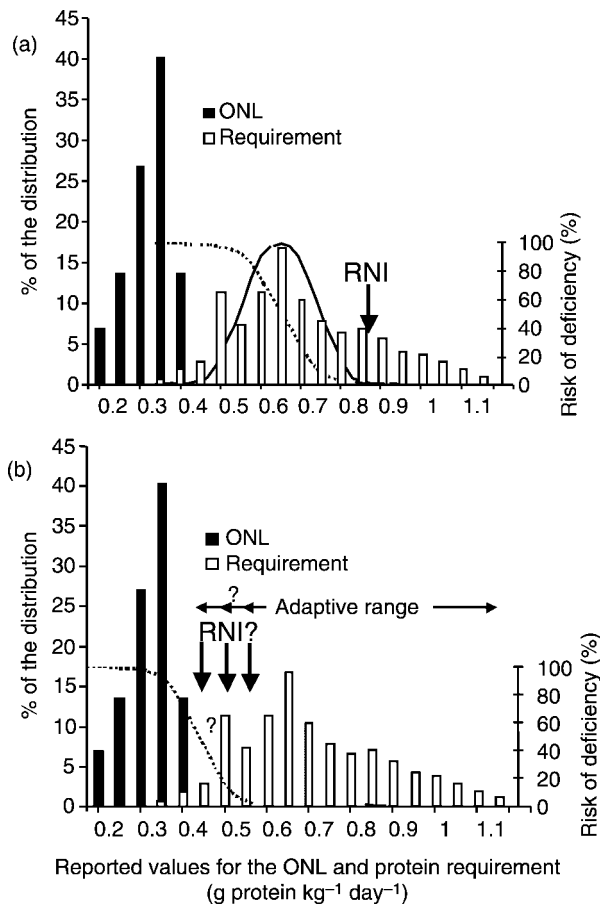 (a)
% of the distribution
45
40
35
30
25
20
15
10
5
0
ONL
Requirement
RNI
100
80
60
40
20
0
Risk of deficiency (%)
0.2 0.3 0.4 0.5 0.6 0.7 0.8 0.9 1 1.1
(b)
% of the distribution
45
40
35
30
25
20
15
10
5
0
ONL
Requirement
?
Adaptive range
RNI?
?
100
80
60
40
20
0
Risk of deficiency (%)
0.2 0.3 0.4 0.5 0.6 0.7 0.8 0.9 1 1.1
Reported values for the ONL and protein requirement
(g protein kg⁻¹ day⁻¹)